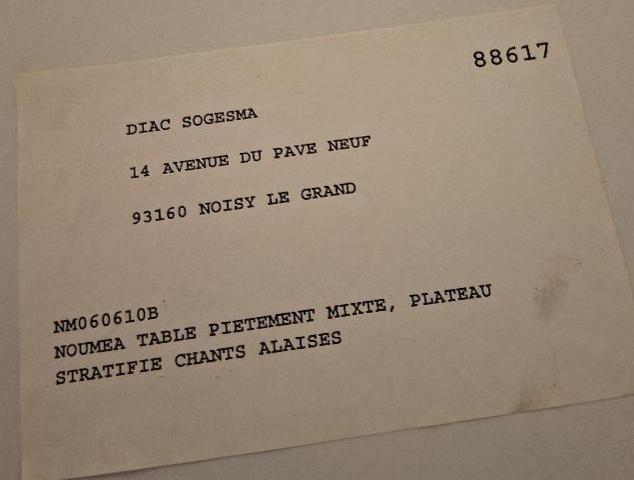 88617
DIAC SOGESMA
14 AVENUE DU PAVE NEUF
93160 NOISY LE GRAND
NM060610B
NOUMEA TABLE PIETEMENT MIXTE, PLATEAU
STRATIFIE CHANTS ALAISES